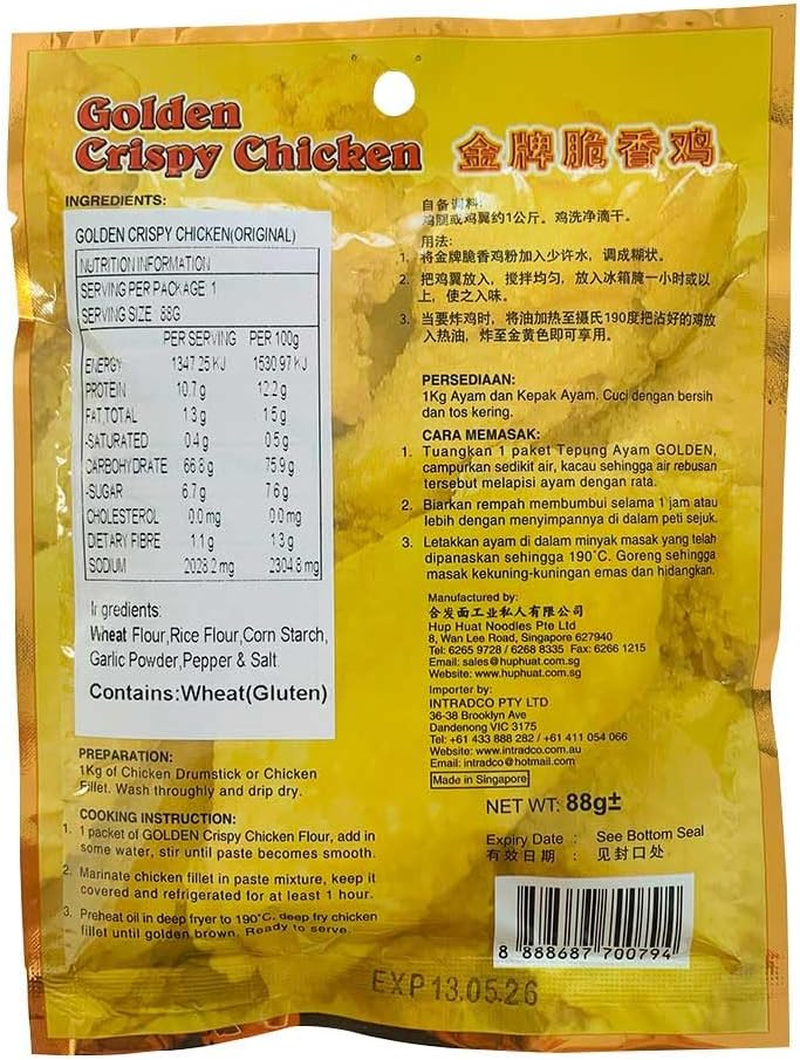 Golden
Crispy Chicken 金牌脆香鸡
INGREDIENTS:
GOLDEN CRISPY CHICKEN(ORIGINAL)
NUTRITION INFORMATION
SERVING PER PACKAGE 1
SERVING SIZE 88G
PER SERVING PER 100g
ENERGY 1347.25 KJ 1530.97 KJ
PROTEIN 10.7 g 12.2 g
FAT,TOTAL 1.3 g 1.5 g
-SATURATED 0.4 g 0.5 g
CARBOHYDRATE 66.8 g 75.9 g
-SUGAR 6.7 g 7.6 g
CHOLESTEROL 0.0 mg 0.0 mg
DIETARY FIBRE 1.1 g 1.3 g
SODIUM 2028.2 mg 2304.8 mg
Ingredients:
Wheat Flour,Rice Flour,Corn Starch,
Garlic Powder,Pepper & Salt
Contains:Wheat(Gluten)
PREPARATION:
1Kg of Chicken Drumstick or Chicken
Fillet. Wash throughly and drip dry.
COOKING INSTRUCTION:
1. 1 packet of GOLDEN Crispy Chicken Flour, add in
some water, stir until paste becomes smooth.
2. Marinate chicken fillet in paste mixture, keep it
covered and refrigerated for at least 1 hour.
3. Preheat oil in deep fryer to 190°C, deep fry chicken
fillet until golden brown. Ready to serve.
自备调料:
鸡腿或鸡翼约1公斤。鸡洗净滴干。
用法:
1. 将金牌脆香鸡粉加入少许水，调成糊状。
2. 把鸡翼放入，搅拌均匀，放入冰箱腌一小时或以
上，使之入味。
3. 当要炸鸡时，将油加热至摄氏190度把沾好的鸡放
入热油，炸至金黄色即可享用。
PERSEDIAAN:
1Kg Ayam dan Kepak Ayam. Cuci dengan bersih
dan tos kering.
CARA MEMASAK:
1. Tuangkan 1 paket Tepung Ayam GOLDEN,
campurkan sedikit air, kacau sehingga air rebusan
tersebut melapisi ayam dengan rata.
2. Biarkan rempah membumbui selama 1 jam atau
lebih dengan menyimpannya di dalam peti sejuk.
3. Letakkan ayam di dalam minyak masak yang telah
dipanaskan sehingga 190°C. Goreng sehingga
masak kekuning-kuningan emas dan hidangkan.
Manufactured by:
合发面工业私人有限公司
Hup Huat Noodles Pte Ltd
8, Wan Lee Road, Singapore 627940
Tel: 6265 9728 / 6268 8335 Fax: 6266 1215
Email: sales@huphuat.com.sg
Website: www.huphuat.com.sg
Importer by:
INTRADCO PTY LTD
36-38 Brooklyn Ave
Dandenong VIC 3175
Tel: +61 433 888 282 / +61 411 054 066
Website: www.intradco.com.au
Email: intradco@hotmail.com
Made in Singapore
NET WT: 88g±
Expiry Date : See Bottom Seal
有效日期 : 见封口处
8 888687 700794
EXP 13.05.26